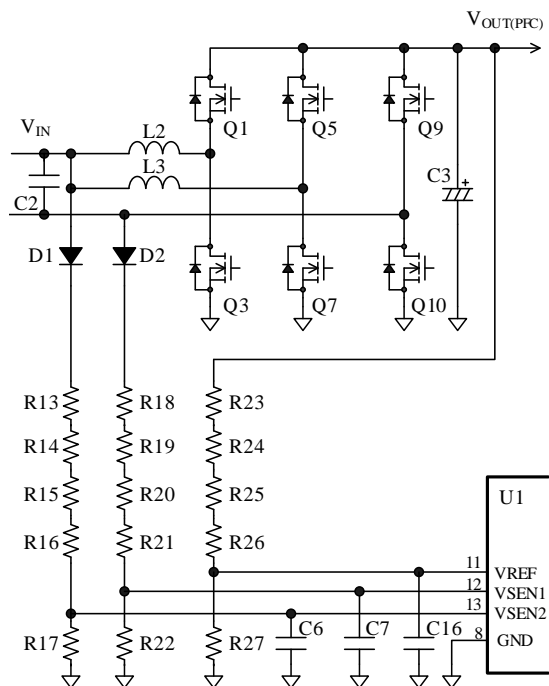 VOUT(PFC)
Q1 Q5 Q9
VIN
L2
L3
C3 +
C2
D1 D2
Q3 Q7 Q10
R13 R18 R23
R14 R19 R24
R15 R20 R25
R16 R21 R26
U1
11 VREF
12 VSEN1
13 VSEN2
8 GND
R17 R22 R27
C6 C7 C16